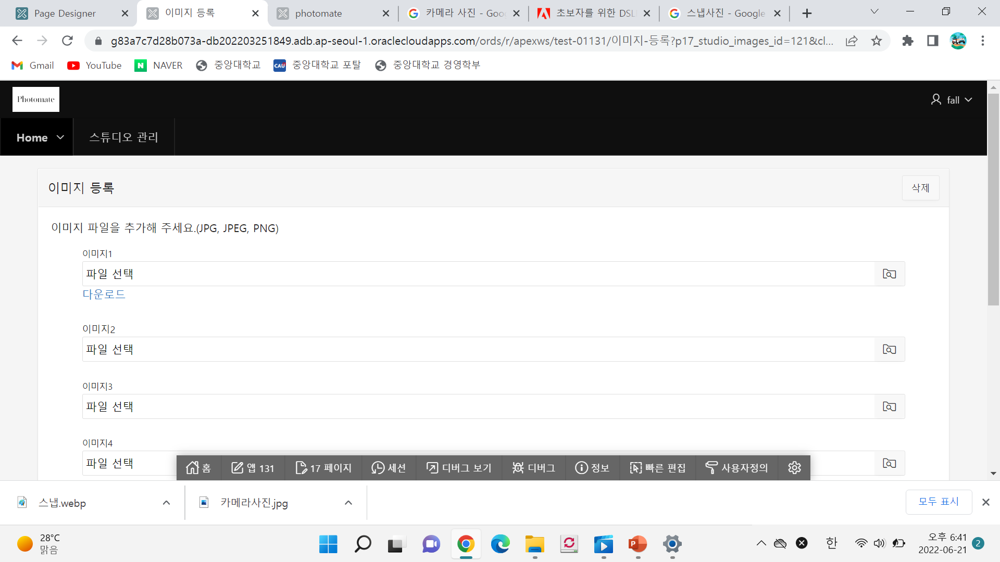 Page Designer
이미지 등록
photomate
카메라 사진 - Goo
초보자를 위한 DSL
스냅사진 - Google
g83a7c7d28b073a-db202203251849.adb.ap-seoul-1.oraclecloudapps.com/ords/r/apexws/test-01131/이미지-등록?p17_studio_images_id=121&cl...
Gmail
YouTube
N NAVER
중앙대학교
CAU 중앙대학교 포탈
중앙대학교 경영학부
Photomate
fall
Home
스튜디오 관리
이미지 등록
삭제
이미지 파일을 추가해 주세요.(JPG, JPEG, PNG)
이미지1
파일 선택
다운로드
이미지2
파일 선택
이미지3
파일 선택
이미지4
파일 선택
홈
앱 131
17 페이지
세션
디버그 보기
디버그
정보
빠른 편집
사용자정의
스냅.webp
카메라사진.jpg
모두 표시
28°C
맑음
한
오후 6:41
2022-06-21
2